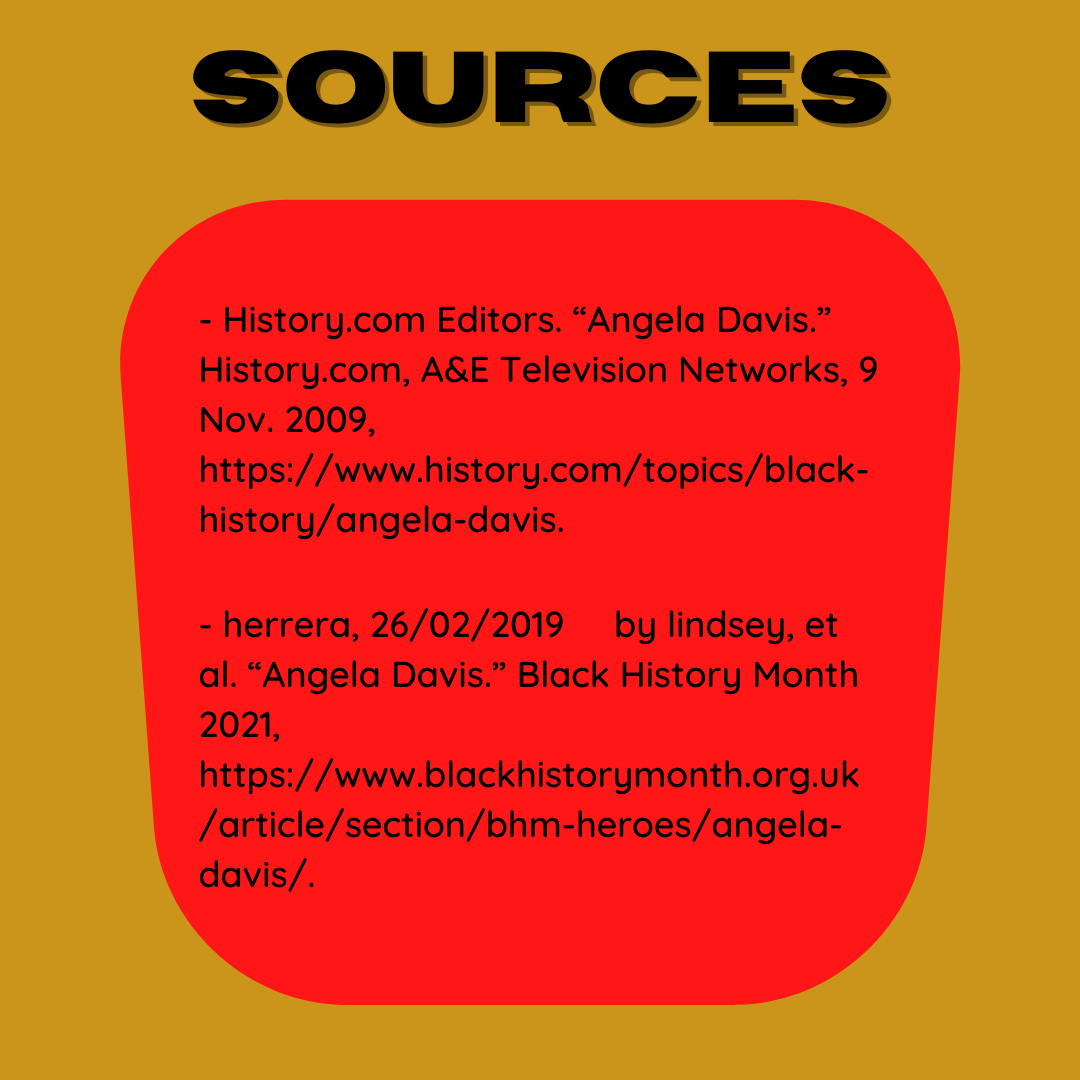 SOURCES
- History.com Editors. “Angela Davis.”
History.com, A&E Television Networks, 9
Nov. 2009,
https://www.history.com/topics/black-
history/angela-davis.
- herrera, 26/02/2019     by lindsey, et
al. “Angela Davis.” Black History Month
2021,
https://www.blackhistorymonth.org.uk
/article/section/bhm-heroes/angela-
davis/.